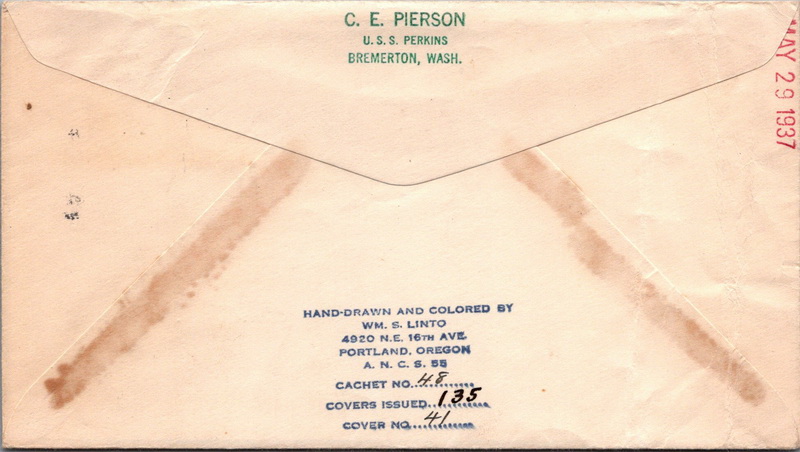 C. E. PIERSON
U. S. S. PERKINS
BREMERTON, WASH.
MAY 29 1937
HAND-DRAWN AND COLORED BY
WM. S. LINTO
4920 N.E. 16TH AVE.
PORTLAND, OREGON
A. N. C. S. 55
CACHET NO. 48
COVERS ISSUED 135
COVER NO. 41